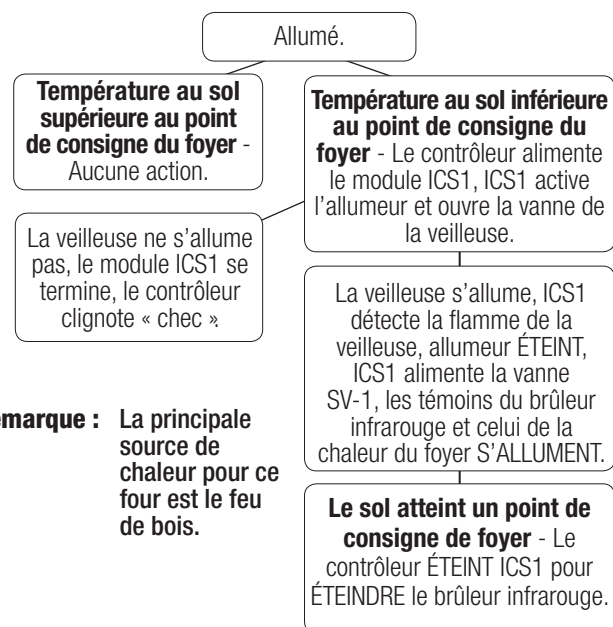 Allumé.
Température au sol
supérieure au point
de consigne du foyer -
Aucune action.
Température au sol inférieure
au point de consigne du
foyer - Le contrôleur alimente
le module ICS1, ICS1 active
l’allumeur et ouvre la vanne de
la veilleuse.
La veilleuse ne s’allume
pas, le module ICS1 se
termine, le contrôleur
clignote « chec ».
La veilleuse s’allume, ICS1
détecte la flamme de la
veilleuse, allumeur ÉTEINT,
ICS1 alimente la vanne
SV-1, les témoins du brûleur
infrarouge et celui de la
chaleur du foyer S’ALLUMENT.
emarque : La principale
source de
chaleur pour ce
four est le feu
de bois.
Le sol atteint un point de
consigne de foyer - Le
contrôleur ÉTEINT ICS1 pour
ÉTEINDRE le brûleur infrarouge.